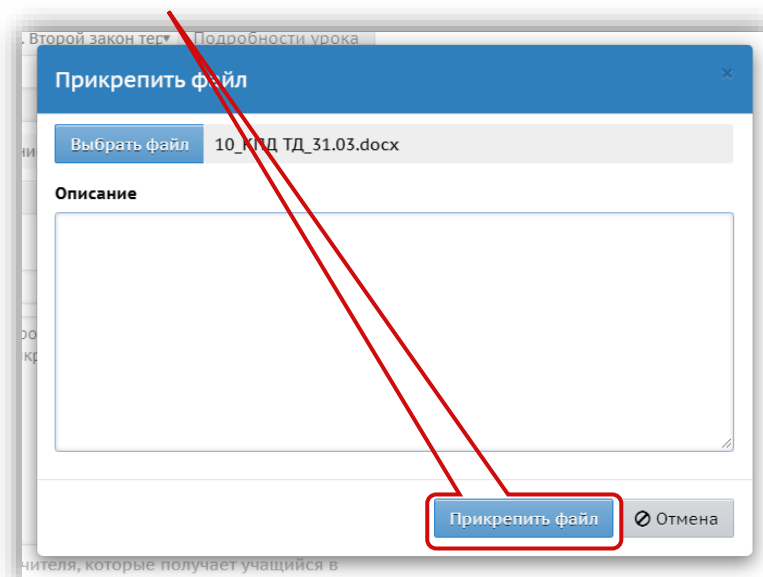 . Второй закон тер▾ Подробности урока
Прикрепить файл ×
Выбрать файл 10_КПД ТД_31.03.docx
Описание
Прикрепить файл Отмена
чителя, которые получает учащийся в